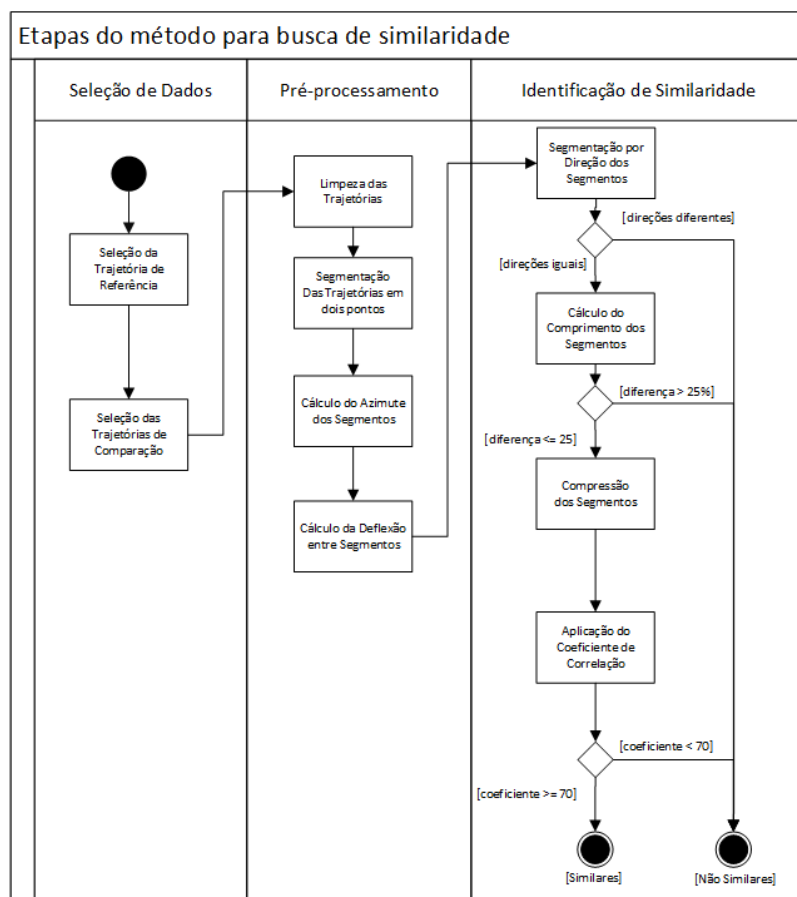 Etapas do método para busca de similaridade
Seleção de Dados
Pré-processamento
Identificação de Similaridade
Seleção da
Trajetória de
Referência
Seleção das
Trajetórias de
Comparação
Limpeza das
Trajetórias
Segmentação
Das Trajetórias em
dois pontos
Cálculo do Azimute
dos Segmentos
Cálculo da Deflexão
entre Segmentos
Segmentação por
Direção dos
Segmentos
[direções diferentes]
[direções iguais]
Cálculo do
Comprimento dos
Segmentos
[diferença > 25%]
[diferença <= 25]
Compressão
dos Segmentos
Aplicação do
Coeficiente de
Correlação
[coeficiente < 70]
[coeficiente >= 70]
[Similares]
[Não Similares]